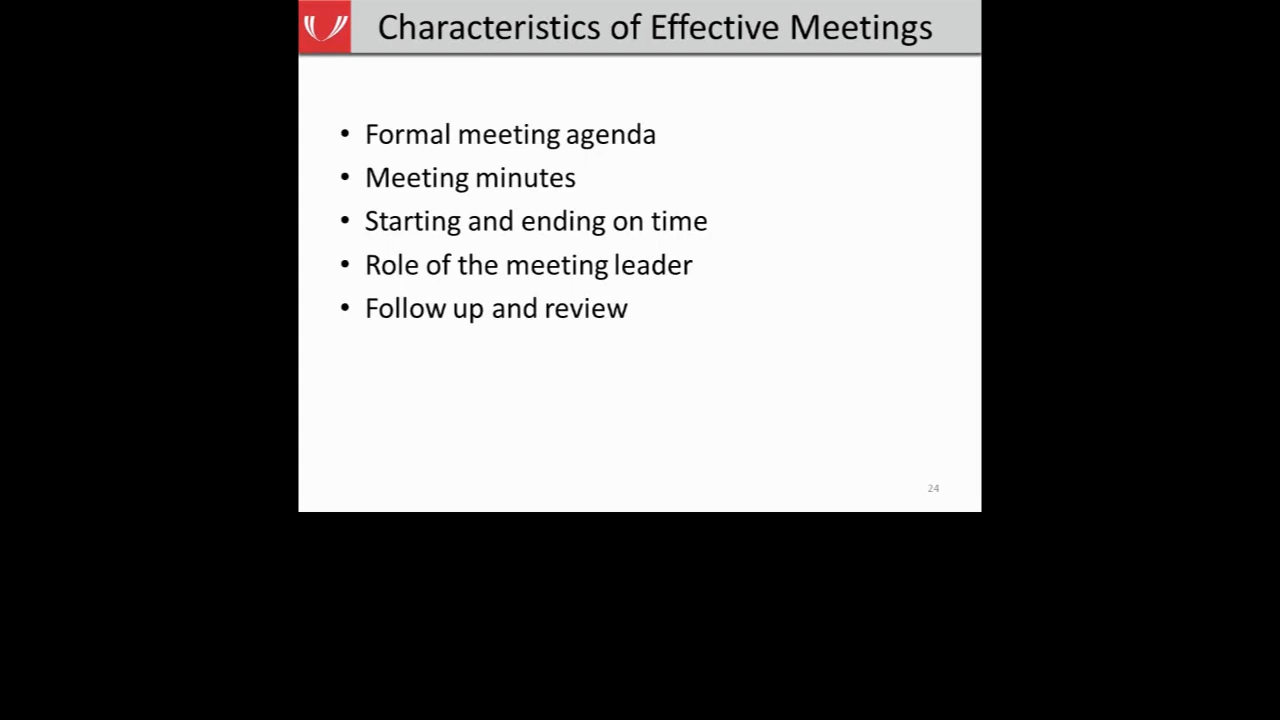 Characteristics of Effective Meetings
• Formal meeting agenda
• Meeting minutes
• Starting and ending on time
• Role of the meeting leader
• Follow up and review
24